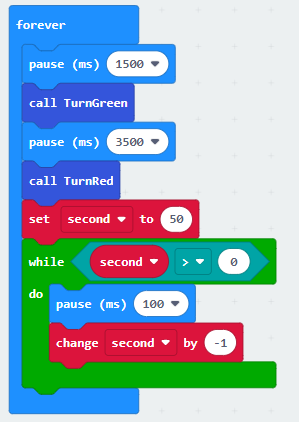 forever
pause (ms) 1500
call TurnGreen
pause (ms) 3500
call TurnRed
set second to 50
while second > 0
do
pause (ms) 100
change second by -1